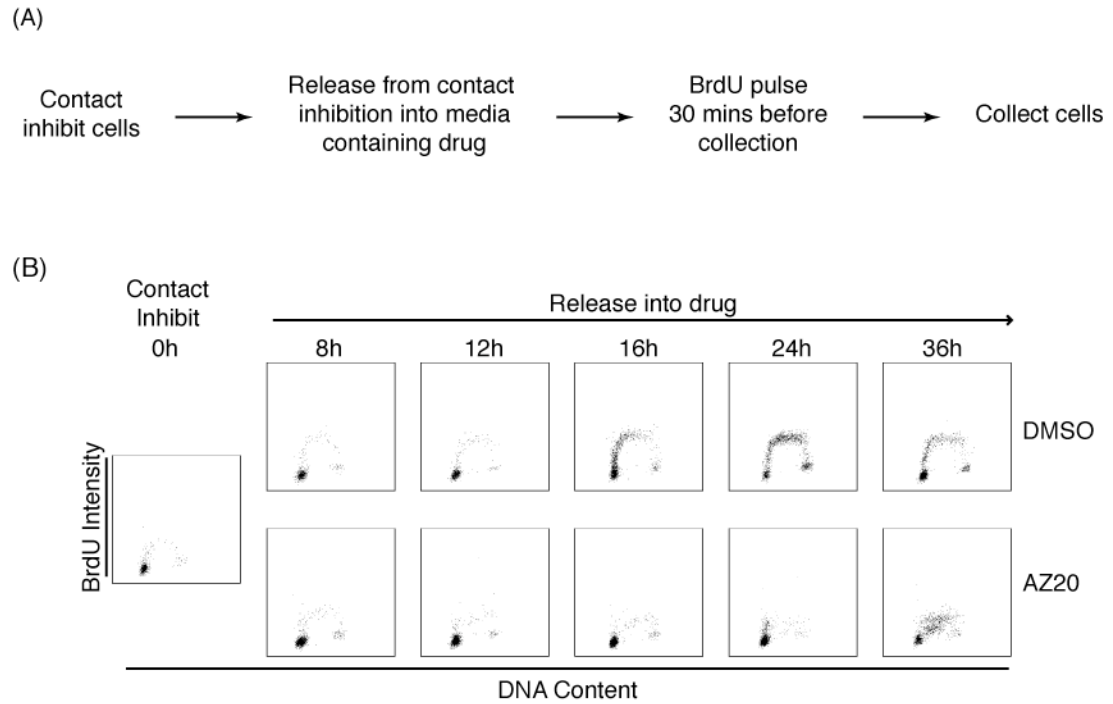 (A)
Contact
inhibit cells
Release from contact
inhibition into media
containing drug
BrdU pulse
30 mins before
collection
Collect cells
(B)
Contact
Inhibit
0h
Release into drug
8h
12h
16h
24h
36h
DMSO
BrdU Intensity
AZ20
DNA Content